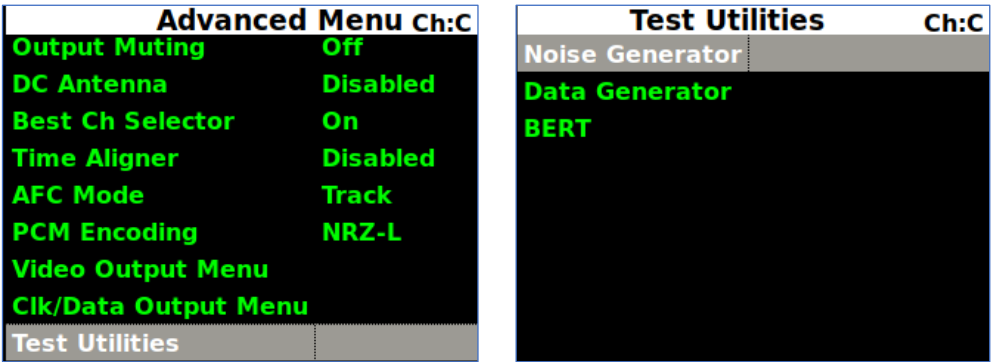 Advanced Menu Ch:C
Output Muting Off
DC Antenna Disabled
Best Ch Selector On
Time Aligner Disabled
AFC Mode Track
PCM Encoding NRZ-L
Video Output Menu
Clk/Data Output Menu
Test Utilities
Test Utilities Ch:C
Noise Generator
Data Generator
BERT